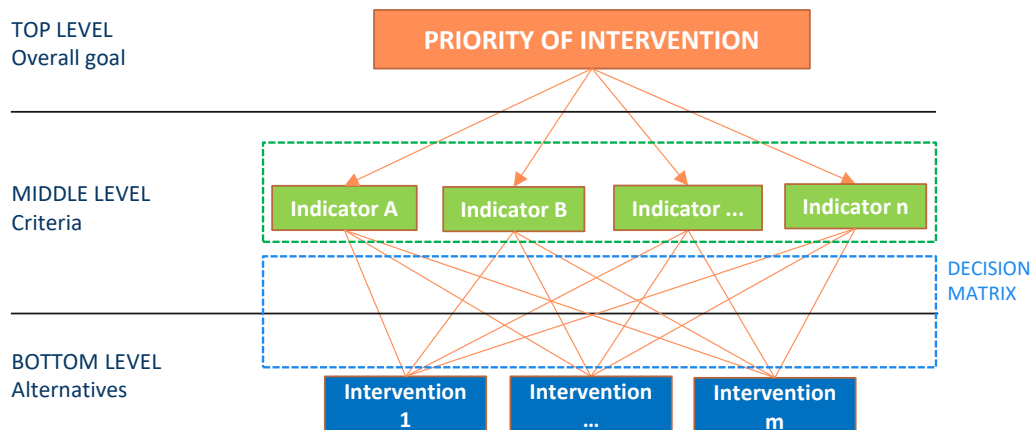 TOP LEVEL
Overall goal
PRIORITY OF INTERVENTION
MIDDLE LEVEL
Criteria
Indicator A
Indicator B
Indicator ...
Indicator n
DECISION
MATRIX
BOTTOM LEVEL
Alternatives
Intervention
1
Intervention
...
Intervention
m